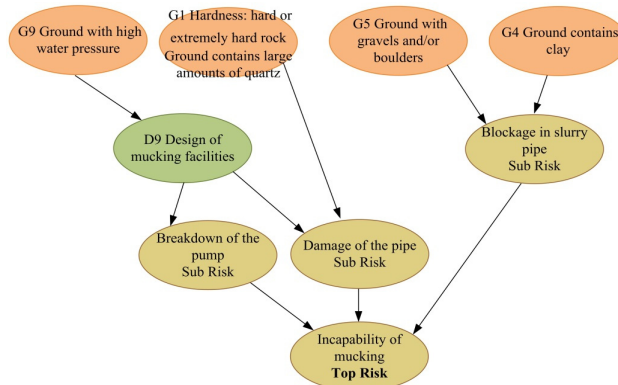 G9 Ground with high
water pressure
G1 Hardness: hard or
extremely hard rock
Ground contains large
amounts of quartz
G5 Ground with
gravels and/or
boulders
G4 Ground contains
clay
D9 Design of
mucking facilities
Blockage in slurry
pipe
Sub Risk
Breakdown of the
pump
Sub Risk
Damage of the pipe
Sub Risk
Incapability of
mucking
Top Risk